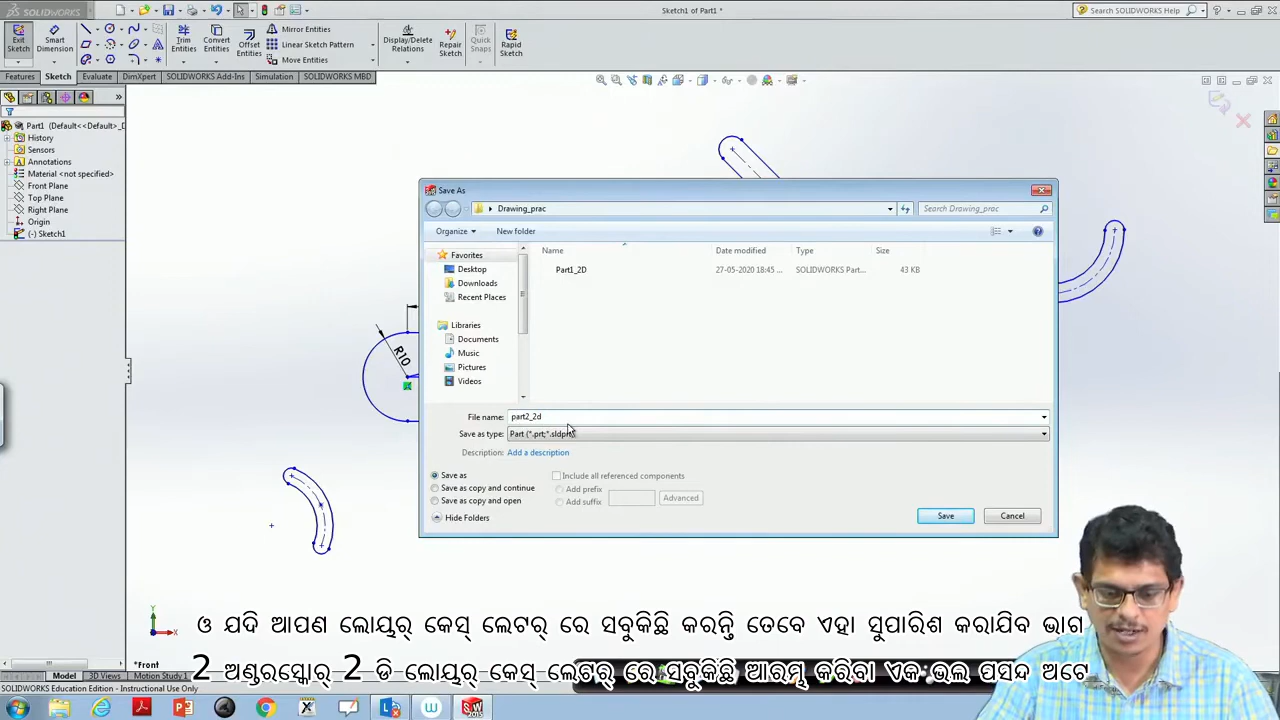 SOLIDWORKS
Sketch1 of Part1 *
Search SOLIDWORKS Help
Exit Sketch
Smart Dimension
Trim Entities
Convert Entities
Offset Entities
Mirror Entities
Linear Sketch Pattern
Move Entities
Display/Delete Relations
Repair Sketch
Quick Snaps
Rapid Sketch
Features Sketch Evaluate DimXpert SOLIDWORKS Add-Ins Simulation SOLIDWORKS MBD
Part1 (Default<<Default>_D
History
Sensors
Annotations
Material <not specified>
Front Plane
Top Plane
Right Plane
Origin
(-) Sketch1
R10
Save As
Drawing_prac
Search Drawing_prac
Organize New folder
Favorites
Desktop
Downloads
Recent Places
Libraries
Documents
Music
Pictures
Videos
Name Date modified Type Size
Part1_2D 27-05-2020 18:45 ... SOLIDWORKS Part... 43 KB
File name: part2_2d
Save as type: Part (*.prt;*.sldprt)
Description: Add a description
Save as
Save as copy and continue
Save as copy and open
Include all referenced components
Add prefix
Add suffix
Advanced
Hide Folders
Save Cancel
Y
X
*Front
ଓ ଯଦି ଆପଣ ଲୋୟର୍ କେସ୍ ଲେଟର୍ ରେ ସବୁକିଛି କରନ୍ତି ତେବେ ଏହା ସୁପାରିଶ କରାଯିବ ଭାଗ
2 ଅଣ୍ଡରସ୍କୋର୍ 2 ଡି ଲୋୟର୍ କେସ୍ ଲେଟର୍ ରେ ସବୁକିଛି ଆରମ୍ଭ କରିବା ଏକ ଭଲ ପସନ୍ଦ ଅଟେ
Model 3D Views Motion Study 1
SOLIDWORKS Education Edition - Instructional Use Only